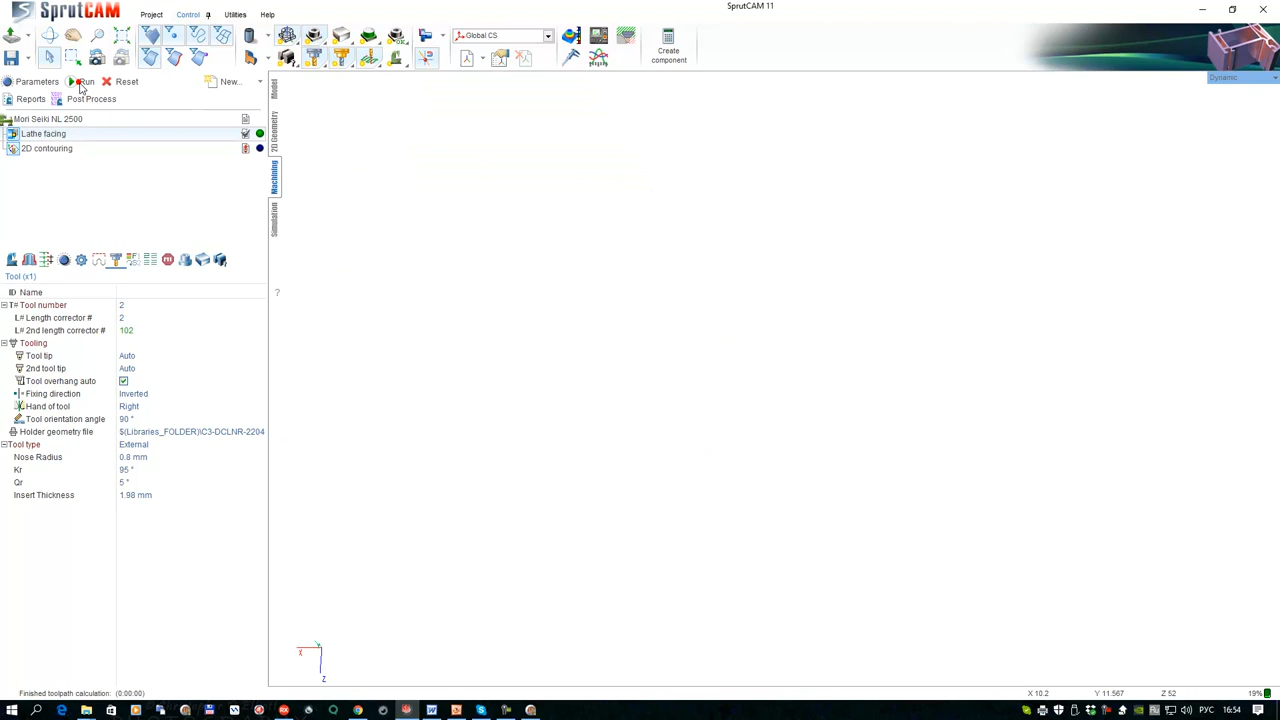 SprutCAM
Project Control Utilities Help
SprutCAM 11
Global CS
Create component
Dynamic
Parameters Run Reset New...
Reports Post Process
Mori Seiki NL 2500
Lathe facing
2D contouring
Model
2D Geometry
Machining
Simulation
Tool (x1)
ID Name
T# Tool number 2
L# Length corrector # 2
L# 2nd length corrector # 102
Tooling
Tool tip Auto
2nd tool tip Auto
Tool overhang auto
Fixing direction Inverted
Hand of tool Right
Tool orientation angle 90 °
Holder geometry file $(Libraries_FOLDER)\C3-DCLNR-2204
Tool type External
Nose Radius 0.8 mm
Kr 95 °
Qr 5 °
Insert Thickness 1.98 mm
?
X
Z
Finished toolpath calculation: (0:00:00)
X 10.2 Y 11.567 Z 52 19%
РУС 16:54